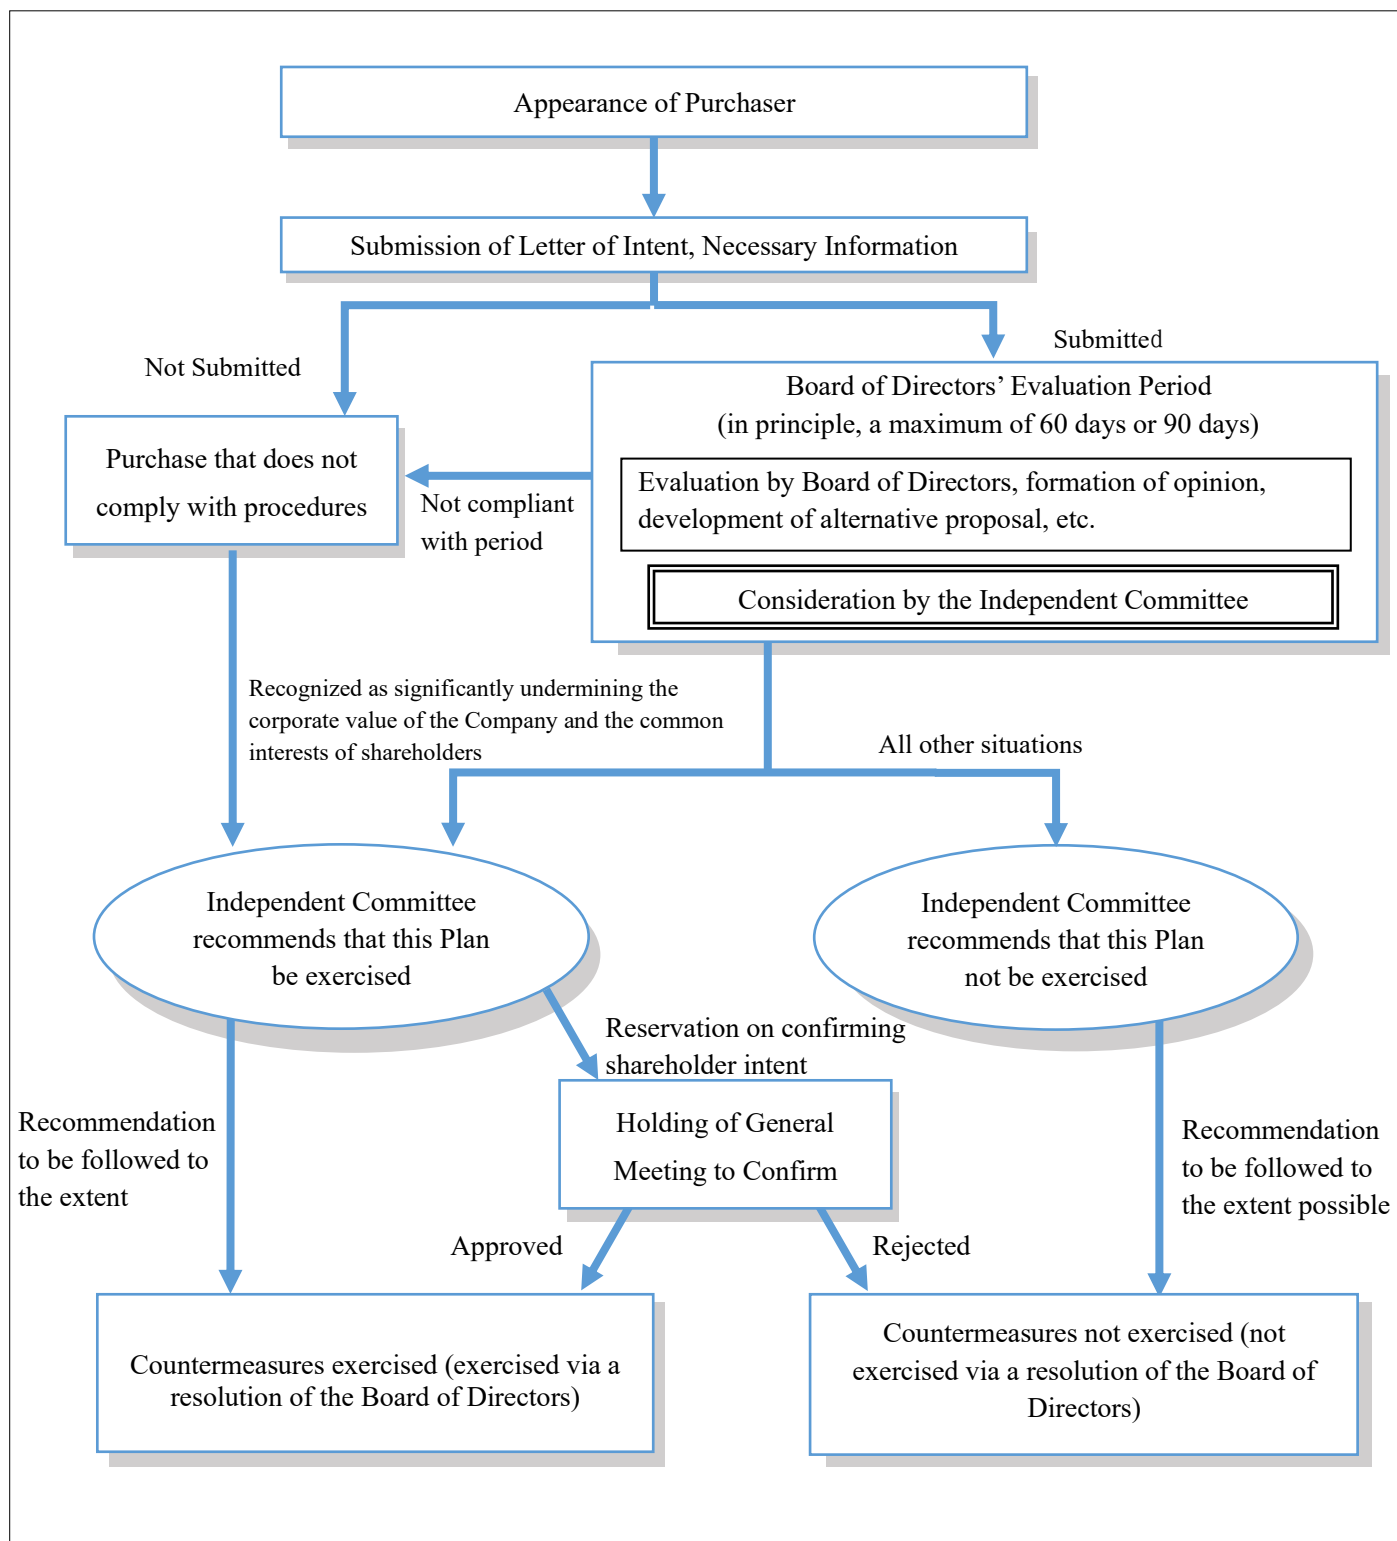 Appearance of Purchaser
Submission of Letter of Intent, Necessary Information
Not Submitted
Submitted
Board of Directors’ Evaluation Period
(in principle, a maximum of 60 days or 90 days)
Evaluation by Board of Directors, formation of opinion,
development of alternative proposal, etc.
Consideration by the Independent Committee
Purchase that does not
comply with procedures
Not compliant
with period
Recognized as significantly undermining the
corporate value of the Company and the common
interests of shareholders
All other situations
Independent Committee
recommends that this Plan
be exercised
Independent Committee
recommends that this Plan
not be exercised
Reservation on confirming
shareholder intent
Holding of General
Meeting to Confirm
Recommendation
to be followed to
the extent
Recommendation
to be followed to
the extent possible
Approved
Rejected
Countermeasures exercised (exercised via a
resolution of the Board of Directors)
Countermeasures not exercised (not
exercised via a resolution of the Board of
Directors)